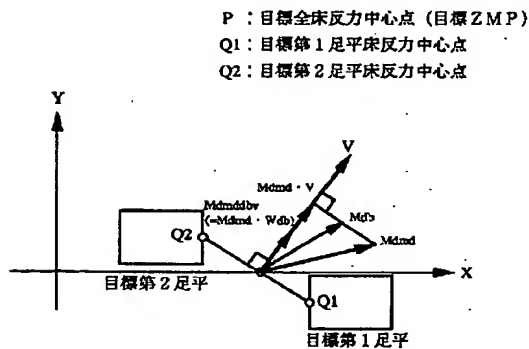 P : 目標全床反力中心点 (目標ZMP)
Q1 : 目標第1足平床反力中心点
Q2 : 目標第2足平床反力中心点
Y
V
Mdmd・V
Mdmddbv
(=Mdmd・Wdb)
Mdb
Q2
Mdmd
X
目標第2足平
Q1
目標第1足平